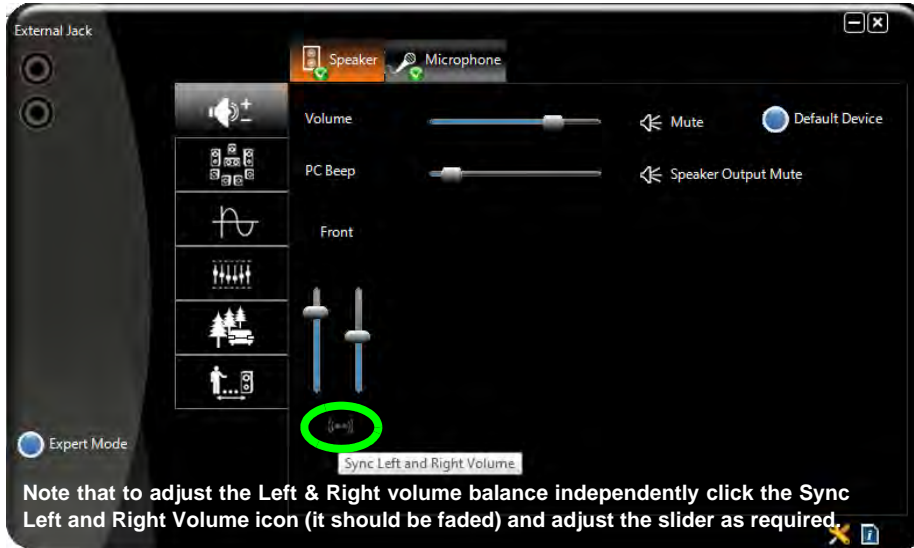 External Jack
Speaker
Microphone
Volume
Mute
Default Device
PC Beep
Speaker Output Mute
Front
Expert Mode
Sync Left and Right Volume
Note that to adjust the Left & Right volume balance independently click the Sync
Left and Right Volume icon (it should be faded) and adjust the slider as required.